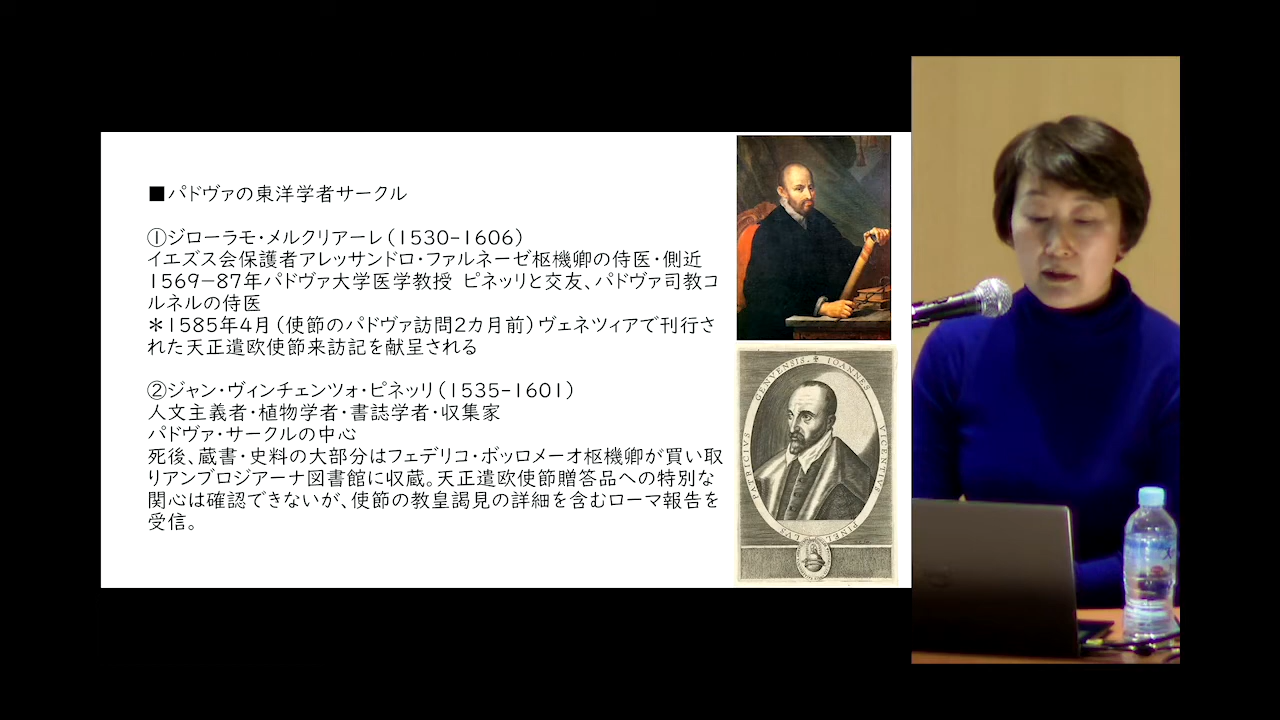 ■パドヴァの東洋学者サークル
①ジローラモ・メルクリアーレ（1530-1606）
イエズス会保護者アレッサンドロ・ファルネーゼ枢機卿の侍医・側近
1569−87年パドヴァ大学医学教授 ピネッリと交友、パドヴァ司教コ
ルネルの侍医
＊1585年4月（使節のパドヴァ訪問2カ月前）ヴェネツィアで刊行さ
れた天正遣欧使節来訪記を献呈される
②ジャン・ヴィンチェンツォ・ピネッリ（1535-1601）
人文主義者・植物学者・書誌学者・収集家
パドヴァ・サークルの中心
死後、蔵書・史料の大部分はフェデリコ・ボッロメーオ枢機卿が買い取
りアンブロジアーナ図書館に収蔵。天正遣欧使節贈答品への特別な
関心は確認できないが、使節の教皇謁見の詳細を含むローマ報告を
受信。
IOANNES VICENTIVS PINELLVS PATRICIVS GENVENSIS